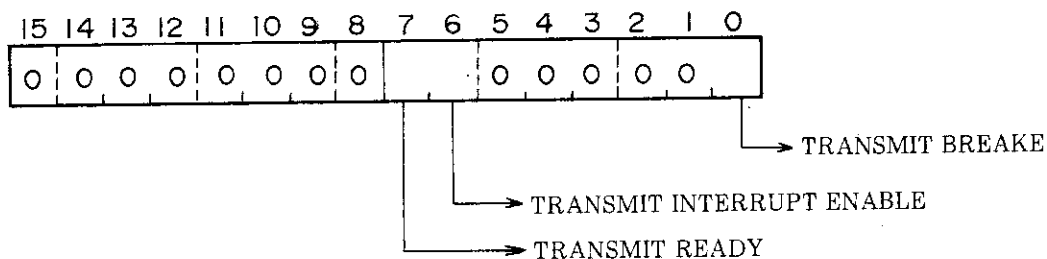 15 14 13 12 11 10 9 8 7 6 5 4 3 2 1 0
0 0 0 0 0 0 0 0 0 0 0 0 0
TRANSMIT BREAKE
TRANSMIT INTERRUPT ENABLE
TRANSMIT READY